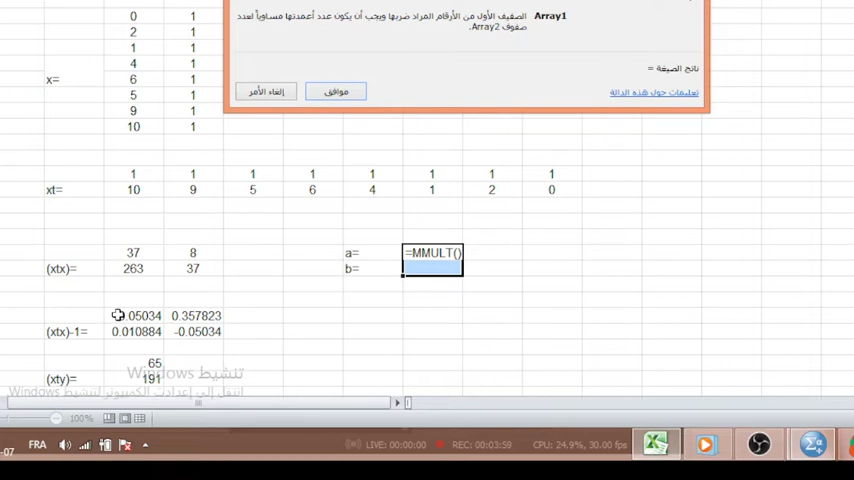 0 1
2 1
1 1
4 1
x= 6 1
5 1
9 1
10 1
Array1 الصفيف الأول من الأرقام المراد ضربها ويجب أن يكون عدد أعمدتها مساوياً لعدد
صفوف Array2.
ناتج الصيغة =
تعليمات حول هذه الدالة
موافق إلغاء الأمر
1 1 1 1 1 1 1 1
xt= 10 9 5 6 4 1 2 0
37 8 a= =MMULT()
(xtx)= 263 37 b=
.05034 0.357823
(xtx)-1= 0.010884 -0.05034
65
(xty)= 191
تنشيط Windows
انتقل إلى إعدادات الكمبيوتر لتنشيط Windows
100%
-07 FRA LIVE: 00:00:00 REC: 00:03:59 CPU: 24.9%, 30.00 fps